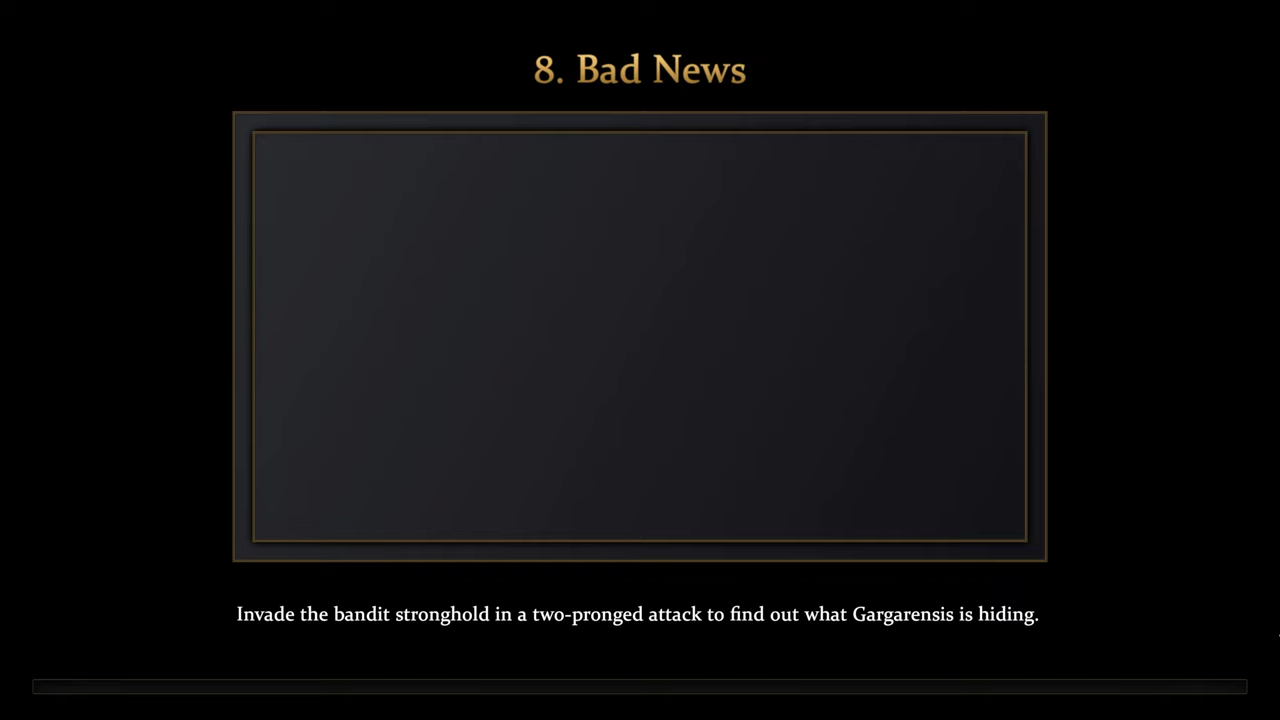 8. Bad News
Invade the bandit stronghold in a two-pronged attack to find out what Gargarensis is hiding.